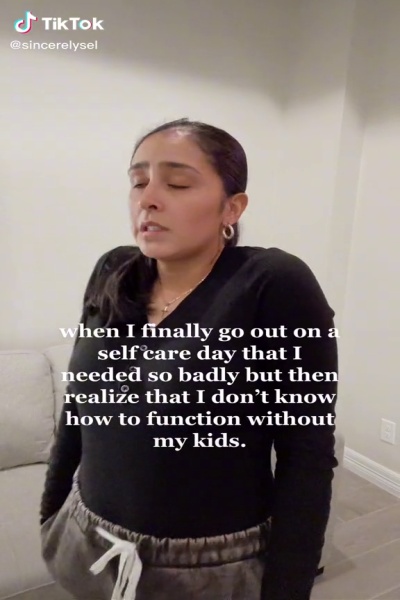 TikTok
@sincerelysel
when I finally go out on a
self care day that I
needed so badly but then
realize that I don't know
how to function without
my kids.